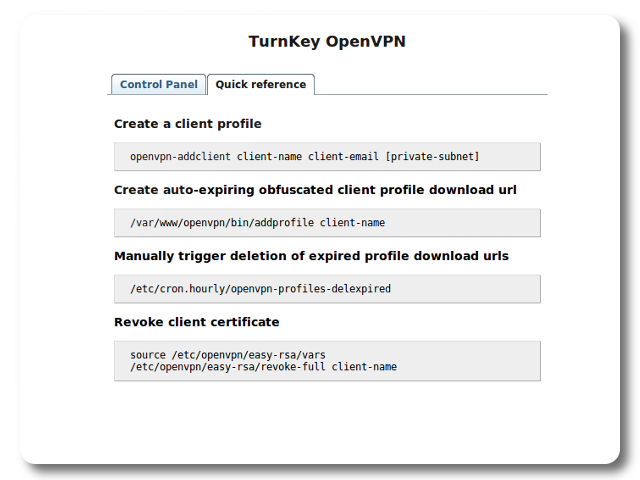 TurnKey OpenVPN
Control Panel Quick reference
Create a client profile
openvpn-addclient client-name client-email [private-subnet]
Create auto-expiring obfuscated client profile download url
/var/www/openvpn/bin/addprofile client-name
Manually trigger deletion of expired profile download urls
/etc/cron.hourly/openvpn-profiles-delexpired
Revoke client certificate
source /etc/openvpn/easy-rsa/vars
/etc/openvpn/easy-rsa/revoke-full client-name